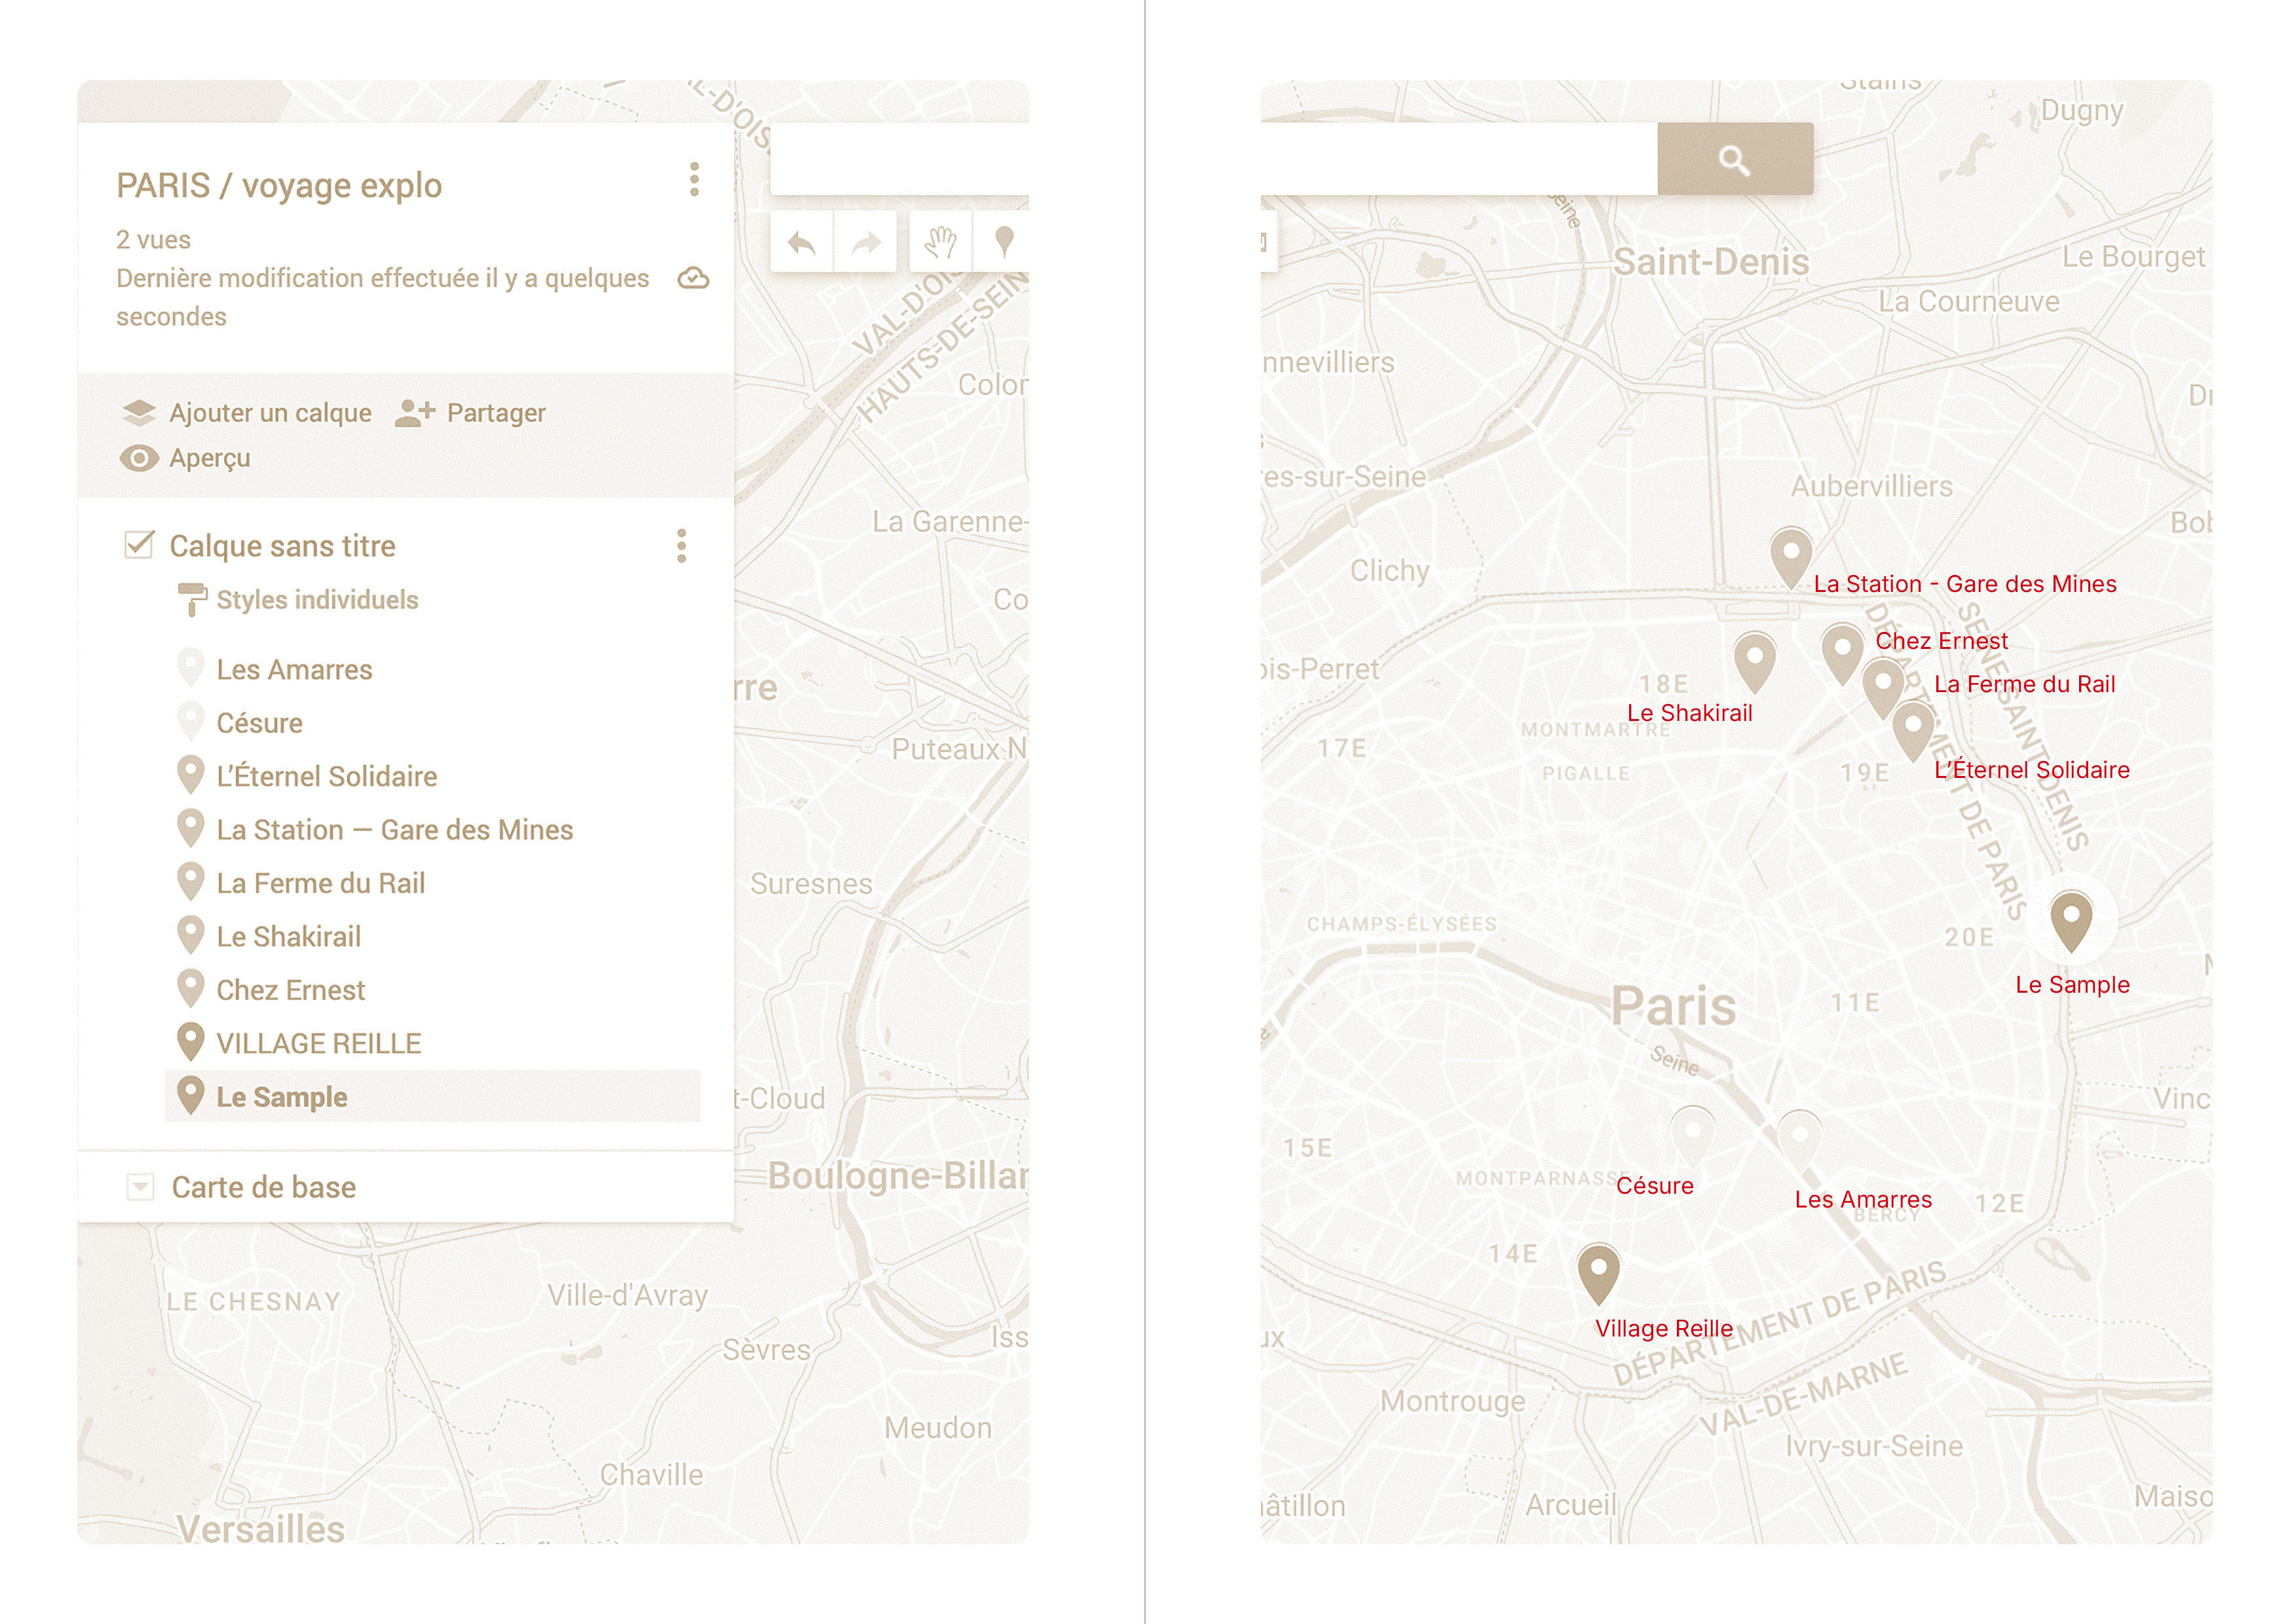 PARIS / voyage explo
2 vues
Dernière modification effectuée il y a quelques
secondes
Ajouter un calque
Partager
Aperçu
Calque sans titre
Styles individuels
Les Amarres
Césure
L'Éternel Solidaire
La Station — Gare des Mines
La Ferme du Rail
Le Shakirail
Chez Ernest
VILLAGE REILLE
Le Sample
Carte de base
VAL-D'OIS
HAUTS-DE-SEIN
Color
La Garenne-
Co
rre
Puteaux N
Suresnes
t-Cloud
Boulogne-Billar
LE CHESNAY
Ville-d'Avray
Sèvres
Iss
Meudon
Chaville
Versailles
Stains
Dugny
Seine
Saint-Denis
Le Bourget
La Courneuve
nnevilliers
Dr
res-sur-Seine
Aubervilliers
Bob
Clichy
La Station - Gare des Mines
Chez Ernest
ois-Perret
18E
La Ferme du Rail
Le Shakirail
MONTMARTRE
17E
PIGALLE
19E
L'Éternel Solidaire
SEINE-SAINT-DENIS
DÉPARTEMENT DE PARIS
CHAMPS-ÉLYSÉES
20E
Le Sample
Paris
11E
Seine
Vinc
15E
MONTPARNASSE
Césure
Les Amarres
BERCY
12E
14E
Village Reille
DÉPARTEMENT DE PARIS
VAL-DE-MARNE
ux
Montrouge
Ivry-sur-Seine
Maiso
âtillon
Arcueil